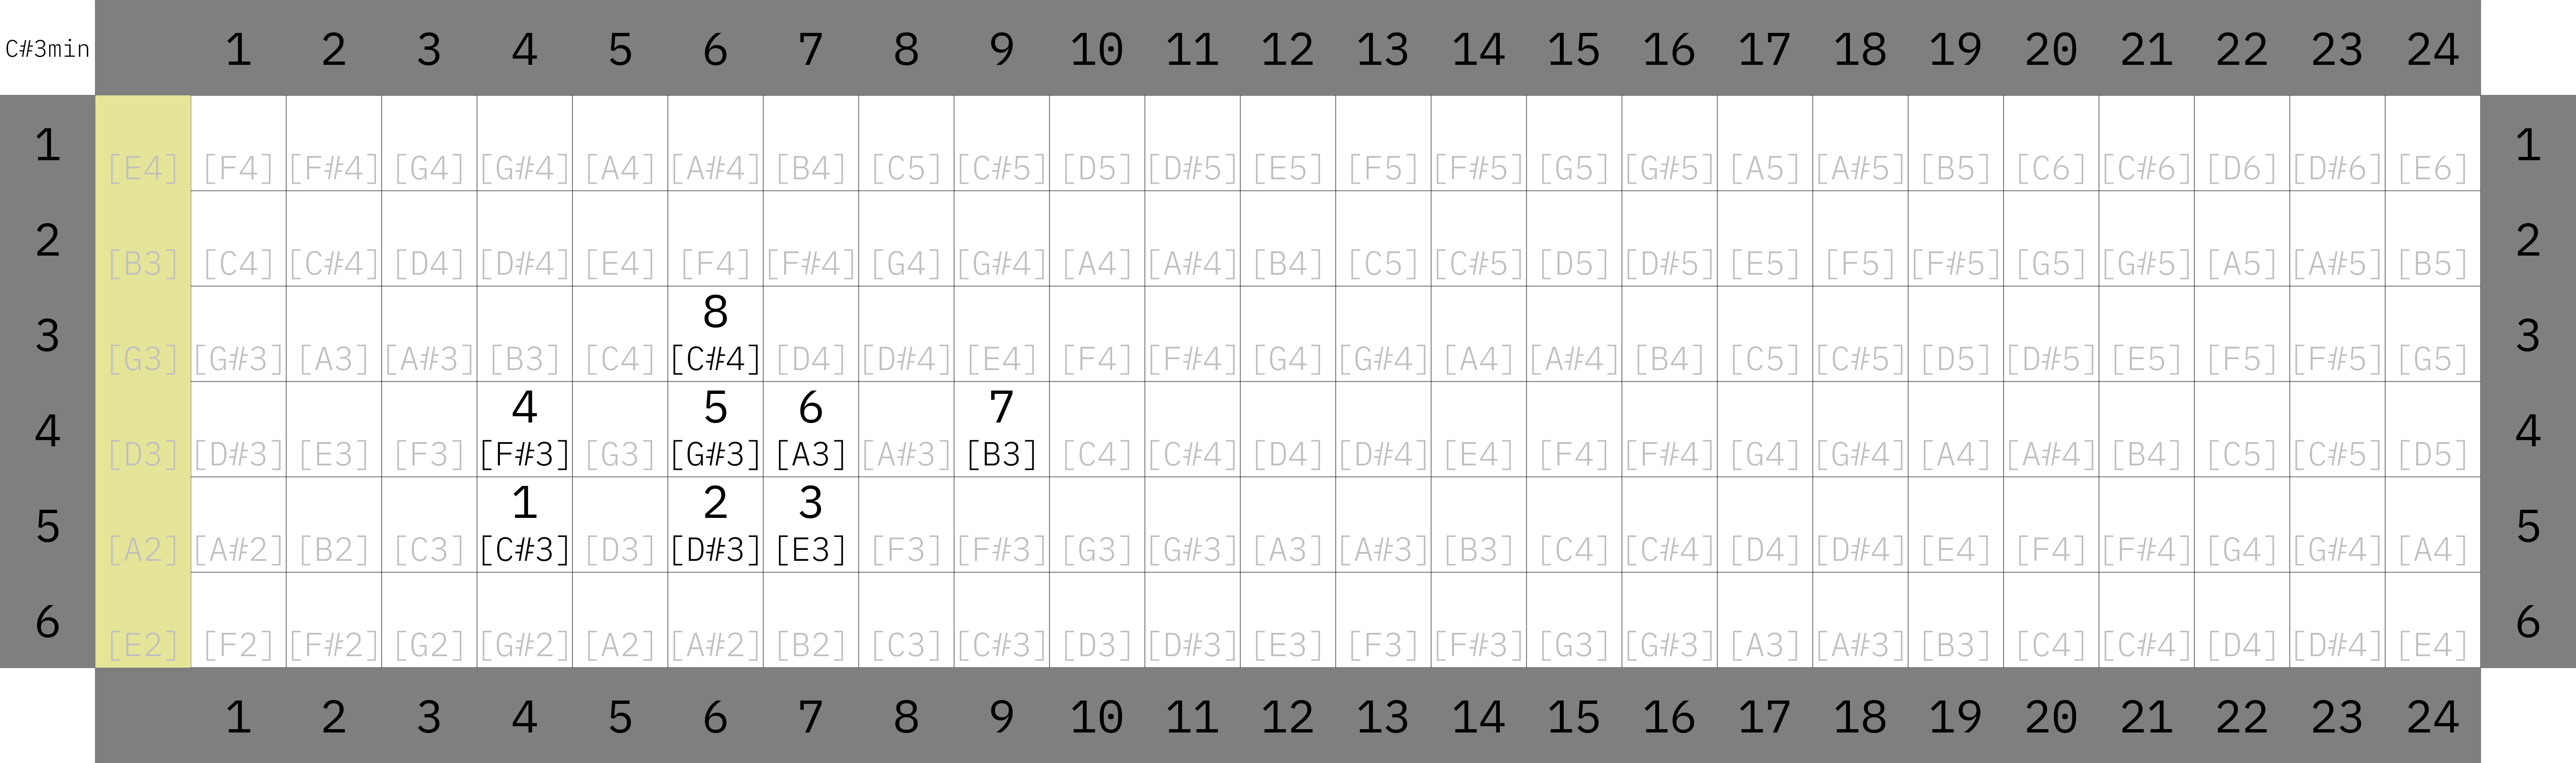 C#3min 1 2 3 4 5 6 7 8 9 10 11 12 13 14 15 16 17 18 19 20 21 22 23 24
1 [E4] [F4] [F#4] [G4] [G#4] [A4] [A#4] [B4] [C5] [C#5] [D5] [D#5] [E5] [F5] [F#5] [G5] [G#5] [A5] [A#5] [B5] [C6] [C#6] [D6] [D#6] [E6] 1
2 [B3] [C4] [C#4] [D4] [D#4] [E4] [F4] [F#4] [G4] [G#4] [A4] [A#4] [B4] [C5] [C#5] [D5] [D#5] [E5] [F5] [F#5] [G5] [G#5] [A5] [A#5] [B5] 2
8
3 [G3] [G#3] [A3] [A#3] [B3] [C4] [C#4] [D4] [D#4] [E4] [F4] [F#4] [G4] [G#4] [A4] [A#4] [B4] [C5] [C#5] [D5] [D#5] [E5] [F5] [F#5] [G5] 3
4 5 6 7
4 [D3] [D#3] [E3] [F3] [F#3] [G3] [G#3] [A3] [A#3] [B3] [C4] [C#4] [D4] [D#4] [E4] [F4] [F#4] [G4] [G#4] [A4] [A#4] [B4] [C5] [C#5] [D5] 4
1 2 3
5 [A2] [A#2] [B2] [C3] [C#3] [D3] [D#3] [E3] [F3] [F#3] [G3] [G#3] [A3] [A#3] [B3] [C4] [C#4] [D4] [D#4] [E4] [F4] [F#4] [G4] [G#4] [A4] 5
6 [E2] [F2] [F#2] [G2] [G#2] [A2] [A#2] [B2] [C3] [C#3] [D3] [D#3] [E3] [F3] [F#3] [G3] [G#3] [A3] [A#3] [B3] [C4] [C#4] [D4] [D#4] [E4] 6
1 2 3 4 5 6 7 8 9 10 11 12 13 14 15 16 17 18 19 20 21 22 23 24